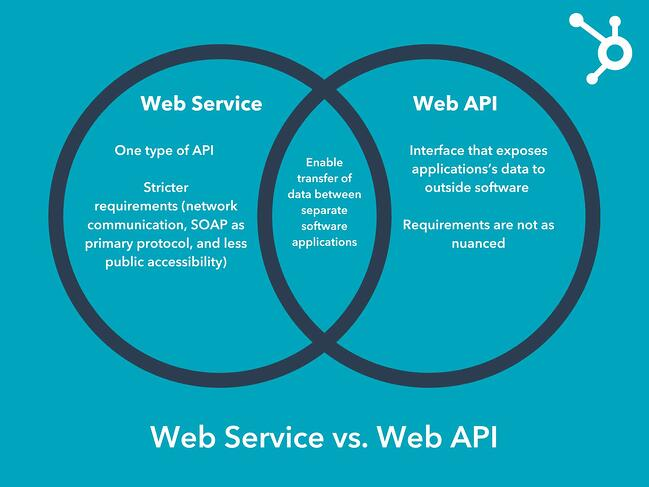 Web Service
One type of API
Stricter
requirements (network
communication, SOAP as
primary protocol, and less
public accessibility)
Enable
transfer of
data between
separate
software
applications
Web API
Interface that exposes
applications's data to
outside software
Requirements are not as
nuanced
Web Service vs. Web API